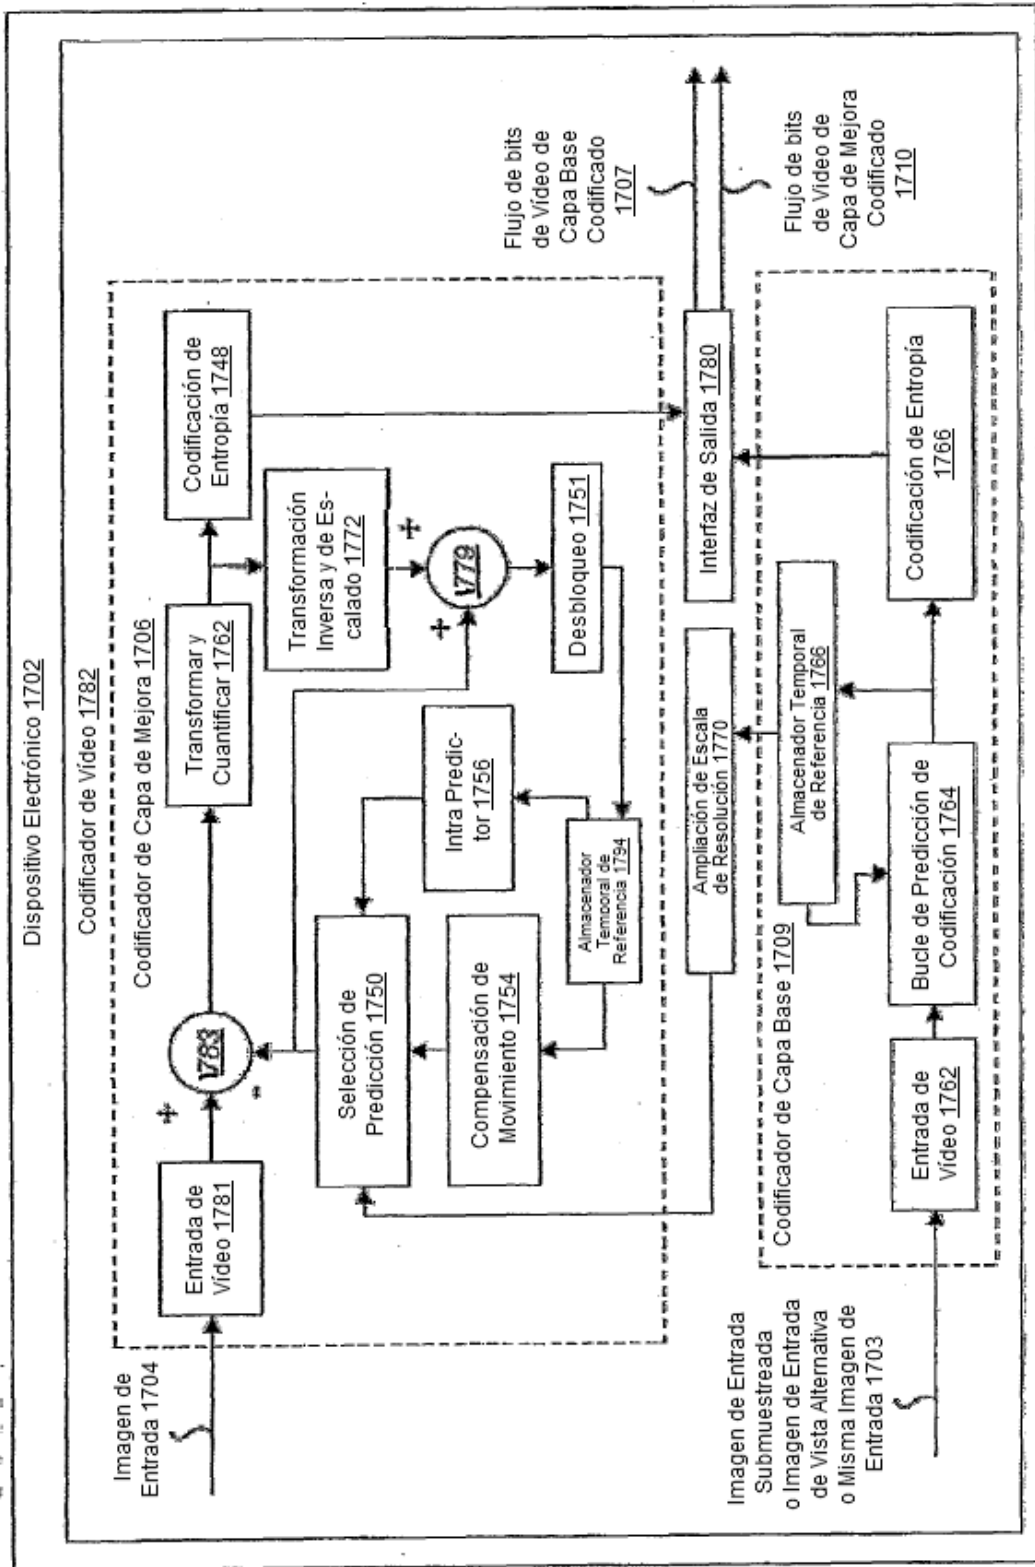 Dispositivo Electrónico 1702
Codificador de Vídeo 1782
Codificador de Capa de Mejora 1706
Imagen de
Entrada 1704
Entrada de
Vídeo 1781
+
-
1783
Transformar y
Cuantificar 1762
Codificación de
Entropía 1748
Transformación
Inversa y de Es-
calado 1772
+
+
1779
Desbloqueo 1751
Selección de
Predicción 1750
Intra Predic-
tor 1756
Compensación de
Movimiento 1754
Almacenador
Temporal de
Referencia 1794
Flujo de bits
de Vídeo de
Capa Base
Codificado
1707
Ampliación de Escala
de Resolución 1770
Interfaz de Salida 1780
Flujo de bits
de Video de
Capa de Mejora
Codificado
1710
Codificador de Capa Base 1709
Imagen de Entrada
Submuestreada
o Imagen de Entrada
de Vista Alternativa
o Misma Imagen de
Entrada 1703
Entrada de
Vídeo 1762
Bucle de Predicción de
Codificación 1764
Almacenador Temporal
de Referencia 1766
Codificación de Entropía
1766